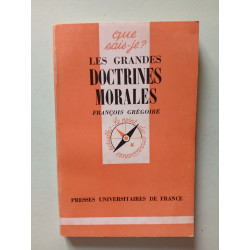 que
sais-je?
LES GRANDES
DOCTRINES
MORALES
FRANÇOIS GRÉGOIRE
PRESSES UNIVERSITAIRES DE FRANCE